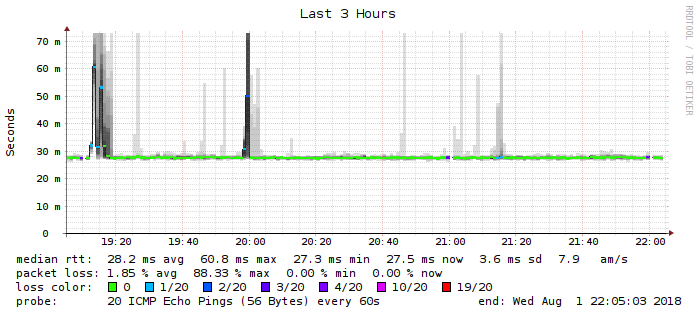 Last 3 Hours
RRDTOOL / TOBI OETIKER
Seconds
70 m
60 m
50 m
40 m
30 m
20 m
10 m
0
19:20 19:40 20:00 20:20 20:40 21:00 21:20 21:40 22:00
median rtt: 28.2 ms avg 60.8 ms max 27.3 ms min 27.5 ms now 3.6 ms sd 7.9 am/s
packet loss: 1.85 % avg 88.33 % max 0.00 % min 0.00 % now
loss color: 0 1/20 2/20 3/20 4/20 10/20 19/20
probe: 20 ICMP Echo Pings (56 Bytes) every 60s end: Wed Aug 1 22:05:03 2018